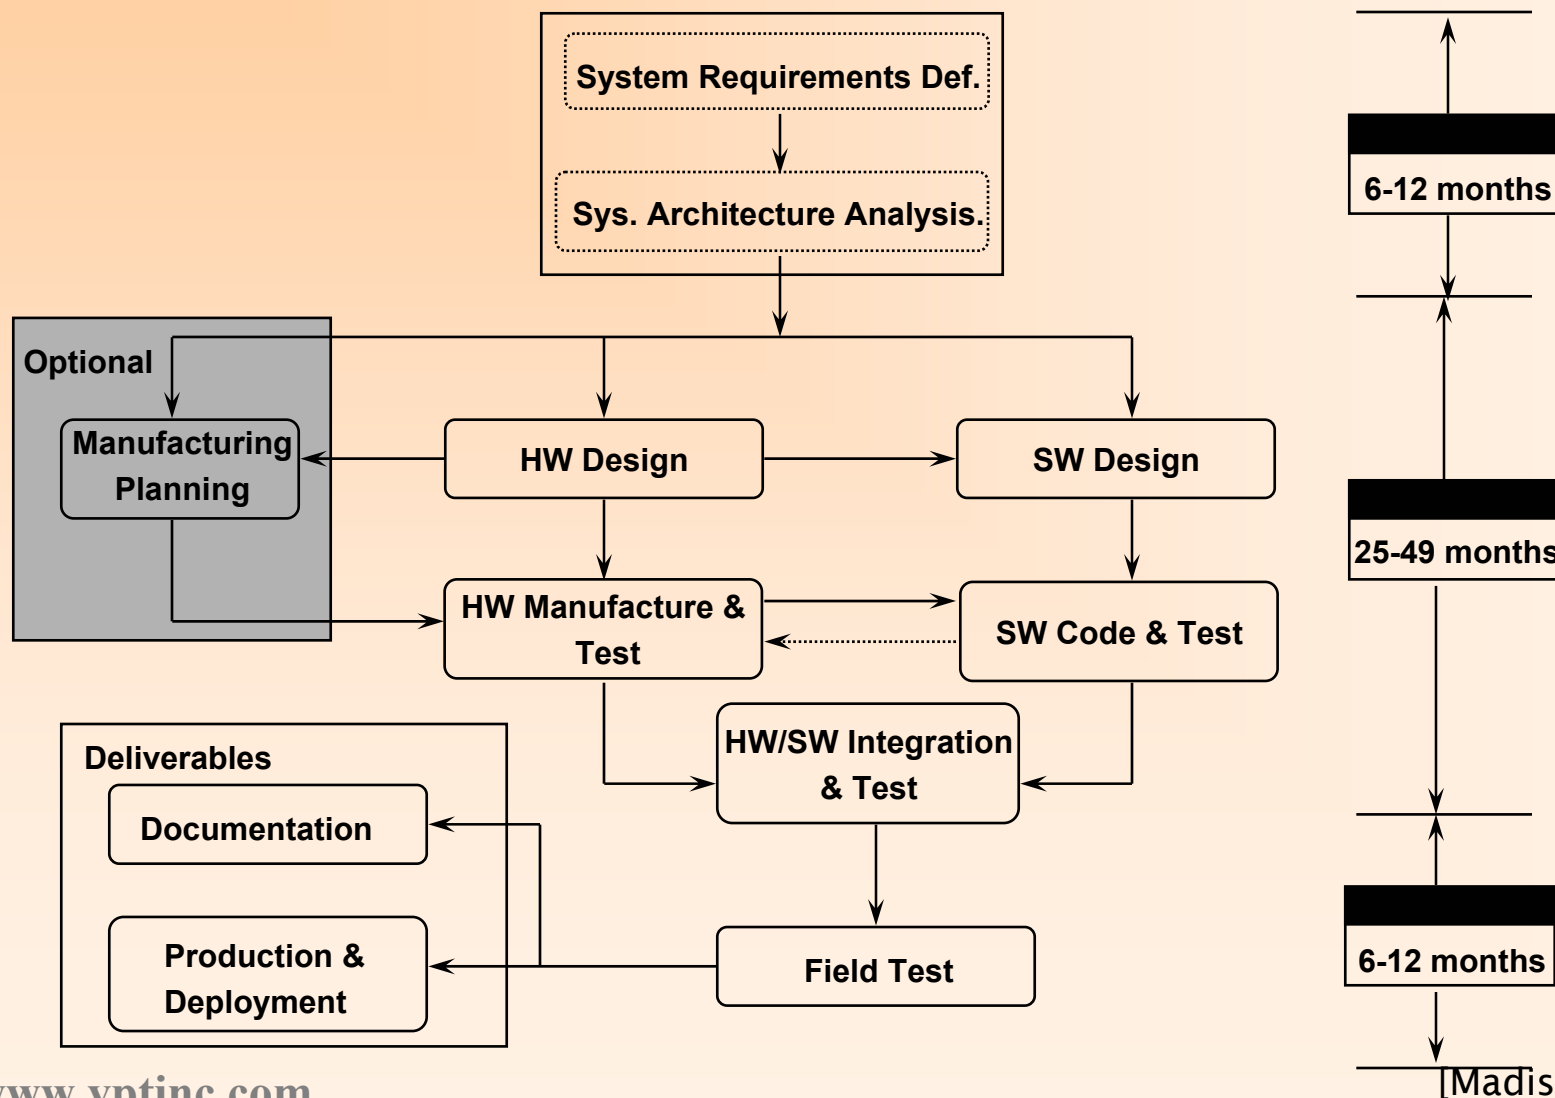 System Requirements Def.
Sys. Architecture Analysis.
6-12 months
Optional
Manufacturing
Planning
HW Design
SW Design
25-49 months
HW Manufacture &
Test
SW Code & Test
HW/SW Integration
& Test
Deliverables
Documentation
Production &
Deployment
Field Test
6-12 months
www.vptinc.com
[Madis